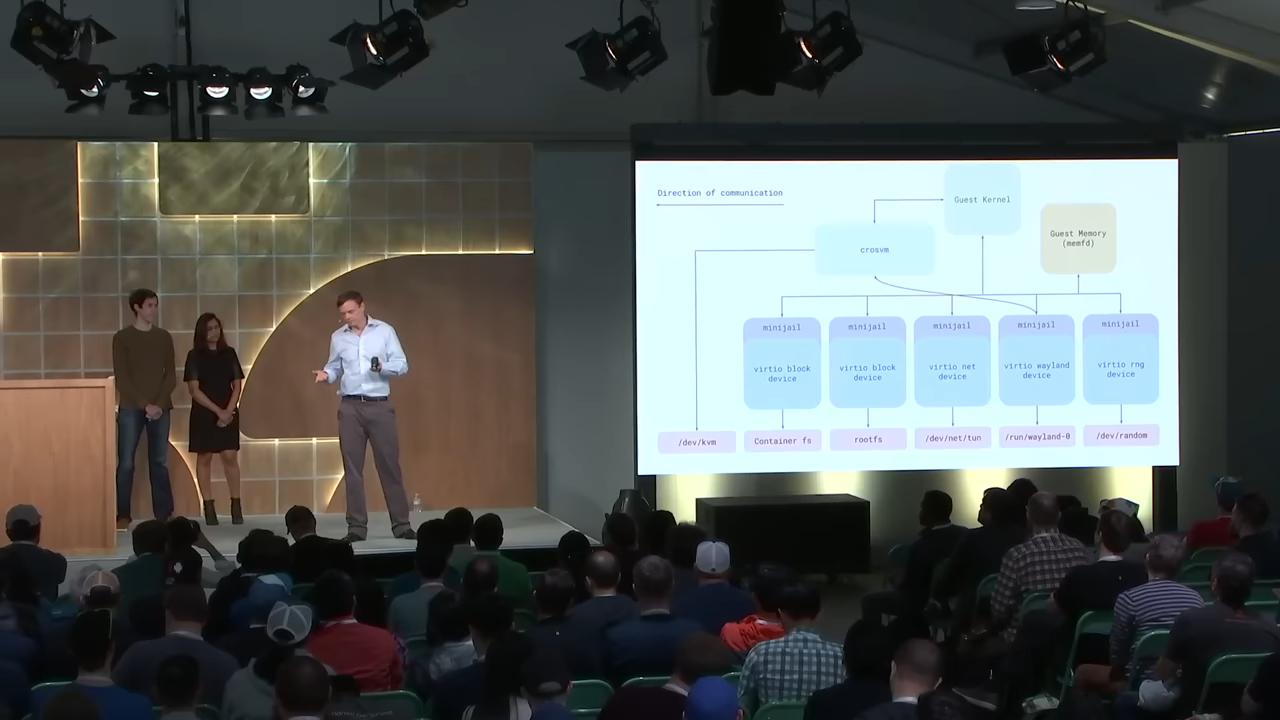 Direction of communication
Guest Kernel
Guest Memory
(memfd)
crosvm
minijail
minijail
minijail
minijail
minijail
virtio block
device
virtio block
device
virtio net
device
virtio wayland
device
virtio rng
device
/dev/kvm
Container fs
rootfs
/dev/net/tun
/run/wayland-0
/dev/random